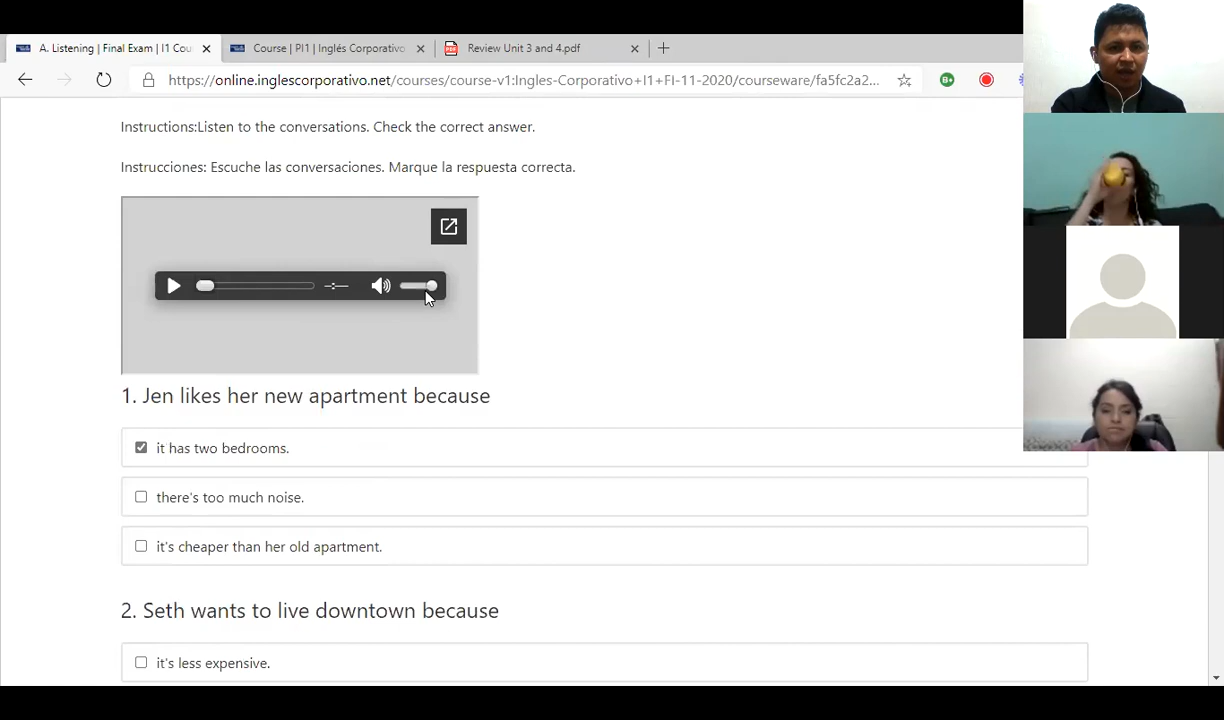 A. Listening | Final Exam | I1 Cou
Course | PI1 | Inglés Corporativo
Review Unit 3 and 4.pdf
https://online.inglescorporativo.net/courses/course-v1:Ingles-Corporativo+I1+FI-11-2020/courseware/fa5fc2a2...
Instructions:Listen to the conversations. Check the correct answer.
Instrucciones: Escuche las conversaciones. Marque la respuesta correcta.
1. Jen likes her new apartment because
it has two bedrooms.
there's too much noise.
it's cheaper than her old apartment.
2. Seth wants to live downtown because
it's less expensive.